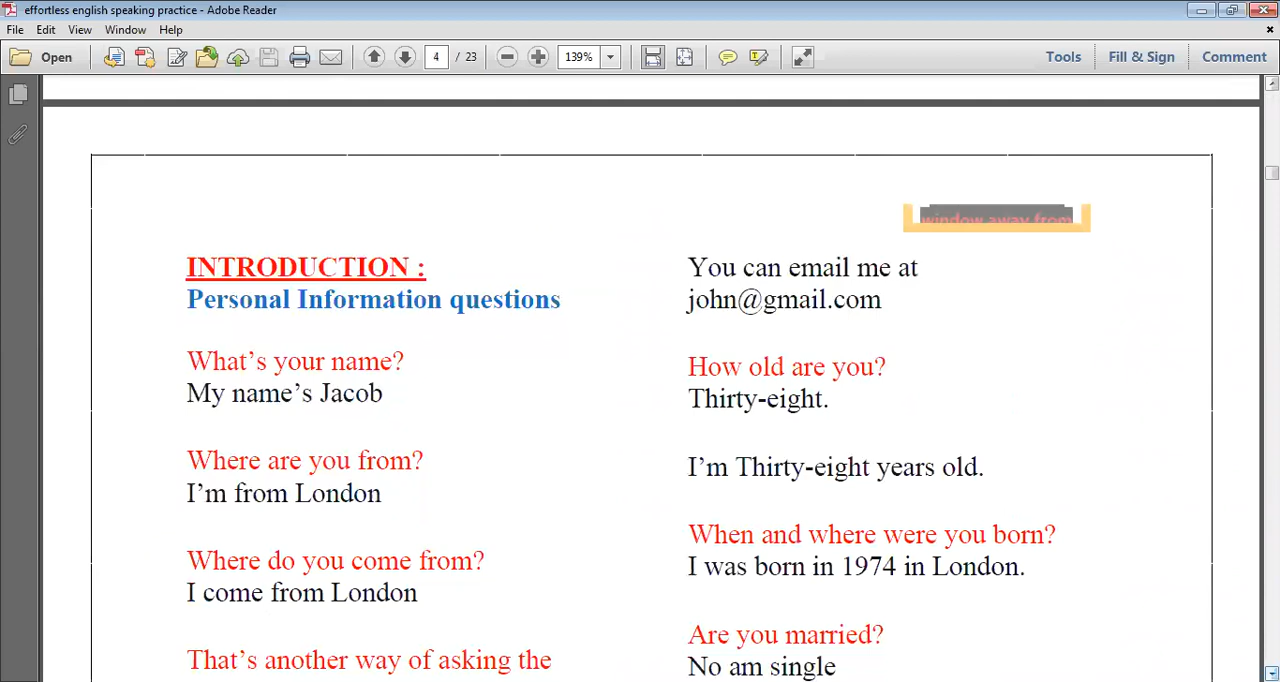 effortless english speaking practice - Adobe Reader
File Edit View Window Help
Open 4 / 23 139% Tools Fill & Sign Comment
window away from
INTRODUCTION :
Personal Information questions
What's your name?
My name's Jacob
Where are you from?
I'm from London
Where do you come from?
I come from London
That's another way of asking the
You can email me at
john@gmail.com
How old are you?
Thirty-eight.
I'm Thirty-eight years old.
When and where were you born?
I was born in 1974 in London.
Are you married?
No am single